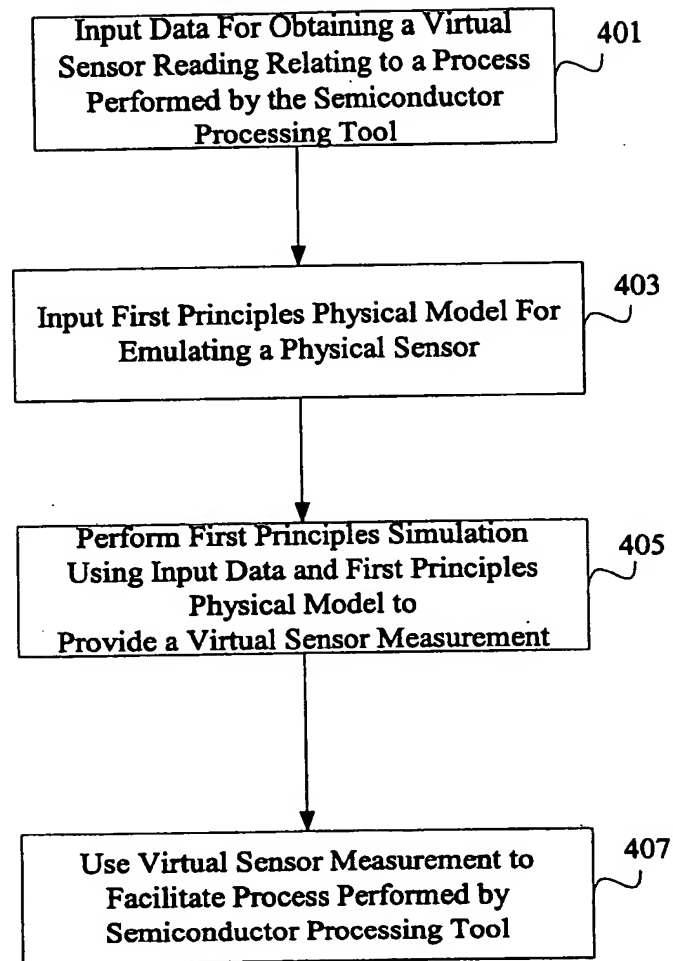 Input Data For Obtaining a Virtual
Sensor Reading Relating to a Process
Performed by the Semiconductor
Processing Tool
401
Input First Principles Physical Model For
Emulating a Physical Sensor
403
Perform First Principles Simulation
Using Input Data and First Principles
Physical Model to
Provide a Virtual Sensor Measurement
405
Use Virtual Sensor Measurement to
Facilitate Process Performed by
Semiconductor Processing Tool
407